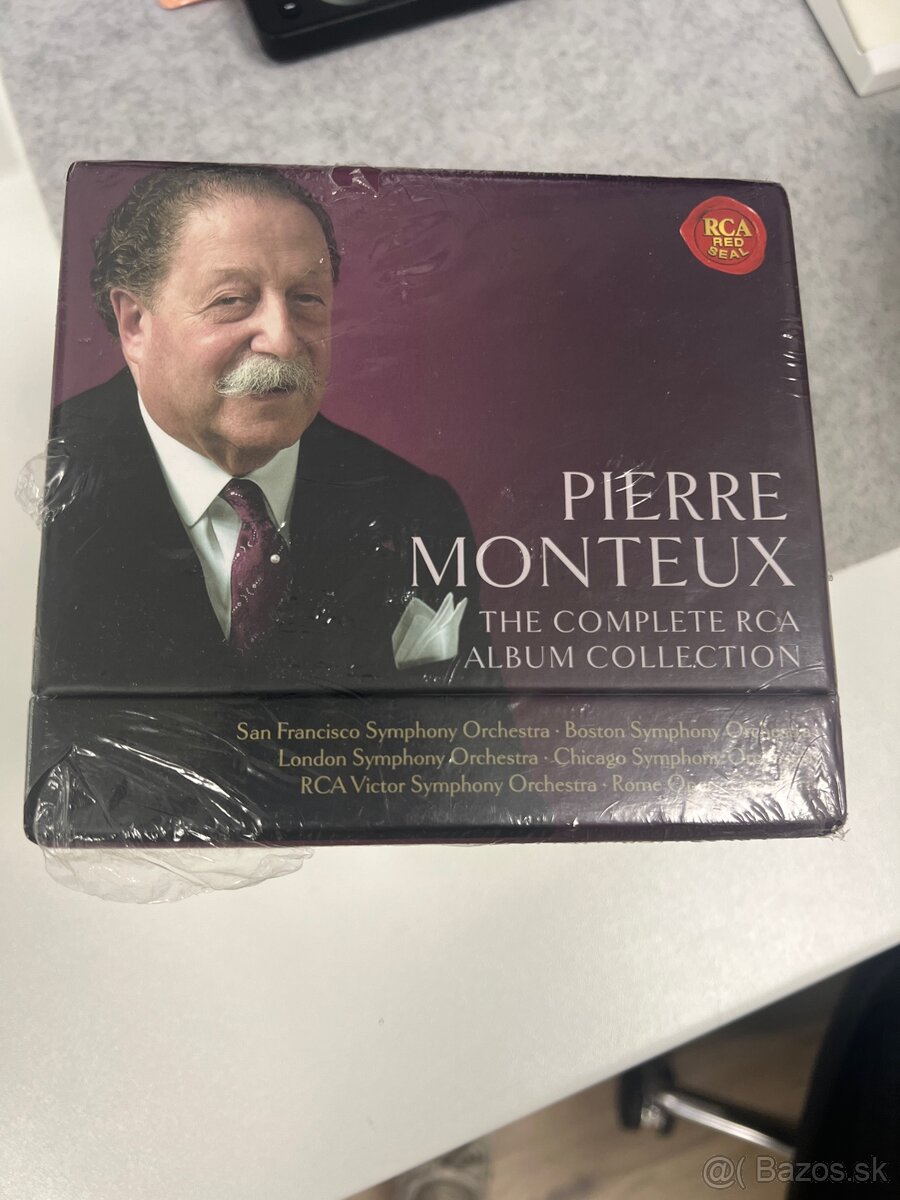 RCA
RED
SEAL
PIERRE
MONTEUX
THE COMPLETE RCA
ALBUM COLLECTION
San Francisco Symphony Orchestra · Boston Symphony Orchestra
London Symphony Orchestra · Chicago Symphony
RCA Victor Symphony Orchestra · Rome
@( Bazos.sk